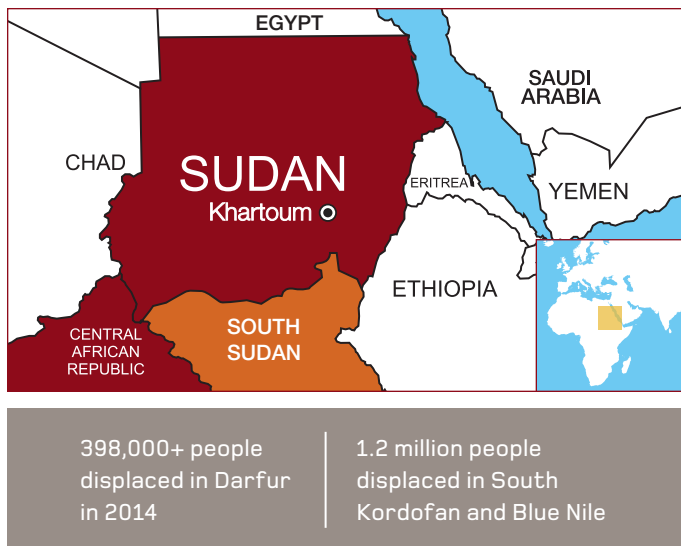 EGYPT
SAUDI
ARABIA
CHAD
SUDAN
ERITREA
YEMEN
Khartoum
ETHIOPIA
SOUTH
SUDAN
CENTRAL
AFRICAN
REPUBLIC
398,000+ people
displaced in Darfur
in 2014
1.2 million people
displaced in South
Kordofan and Blue Nile